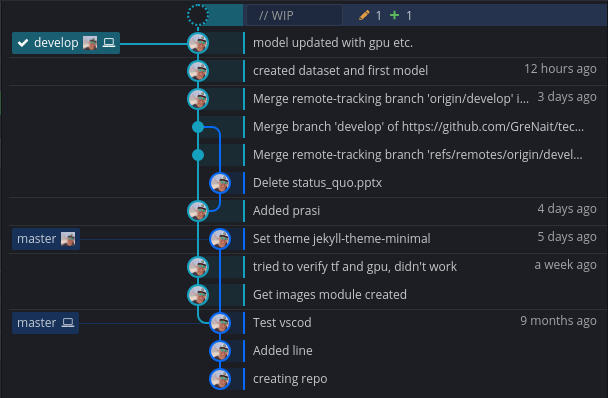 // WIP 1 1
develop model updated with gpu etc.
created dataset and first model 12 hours ago
Merge remote-tracking branch 'origin/develop' i... 3 days ago
Merge branch 'develop' of https://github.com/GreNait/tec...
Merge remote-tracking branch 'refs/remotes/origin/devel...
Delete status_quo.pptx
Added prasi 4 days ago
master Set theme jekyll-theme-minimal 5 days ago
tried to verify tf and gpu, didn't work a week ago
Get images module created
master Test vscod 9 months ago
Added line
creating repo